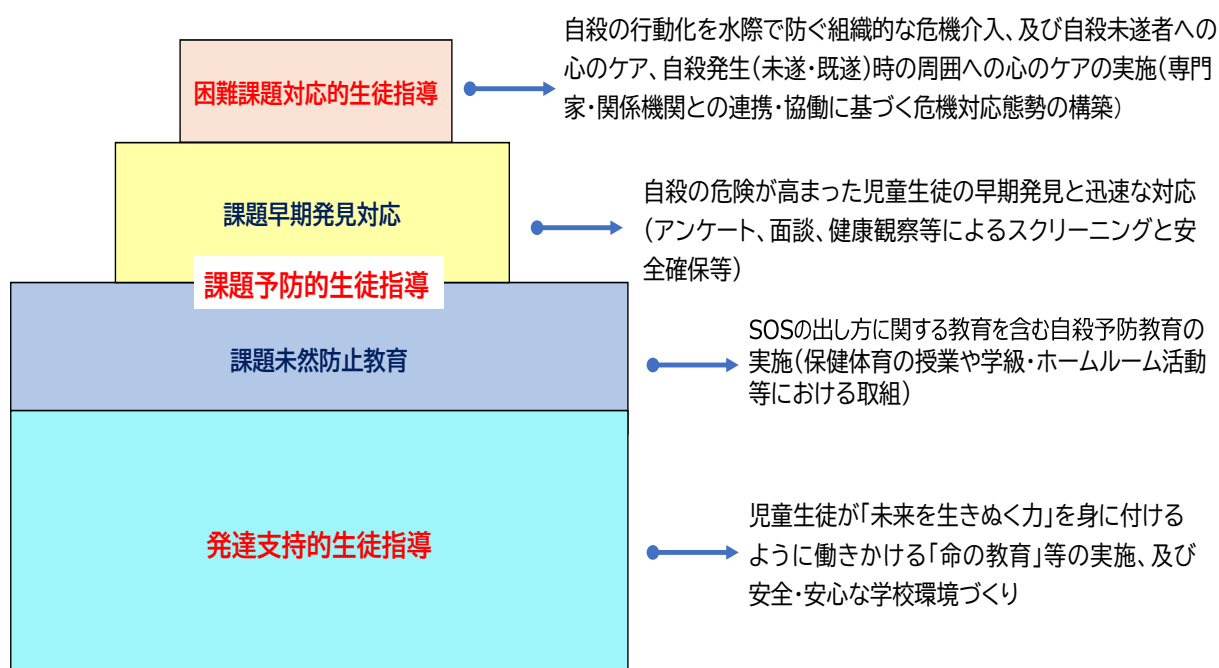 困難課題対応的生徒指導
自殺の行動化を水際で防ぐ組織的な危機介入、及び自殺未遂者への
心のケア、自殺発生(未遂・既遂)時の周囲への心のケアの実施(専門
家・関係機関との連携・協働に基づく危機対応態勢の構築)
課題早期発見対応
自殺の危険が高まった児童生徒の早期発見と迅速な対応
(アンケート、面談、健康観察等によるスクリーニングと安
全確保等)
課題予防的生徒指導
課題未然防止教育
SOSの出し方に関する教育を含む自殺予防教育の
実施(保健体育の授業や学級・ホームルーム活動
等における取組)
発達支持的生徒指導
児童生徒が「未来を生きぬく力」を身に付ける
ように働きかける「命の教育」等の実施、及び
安全・安心な学校環境づくり